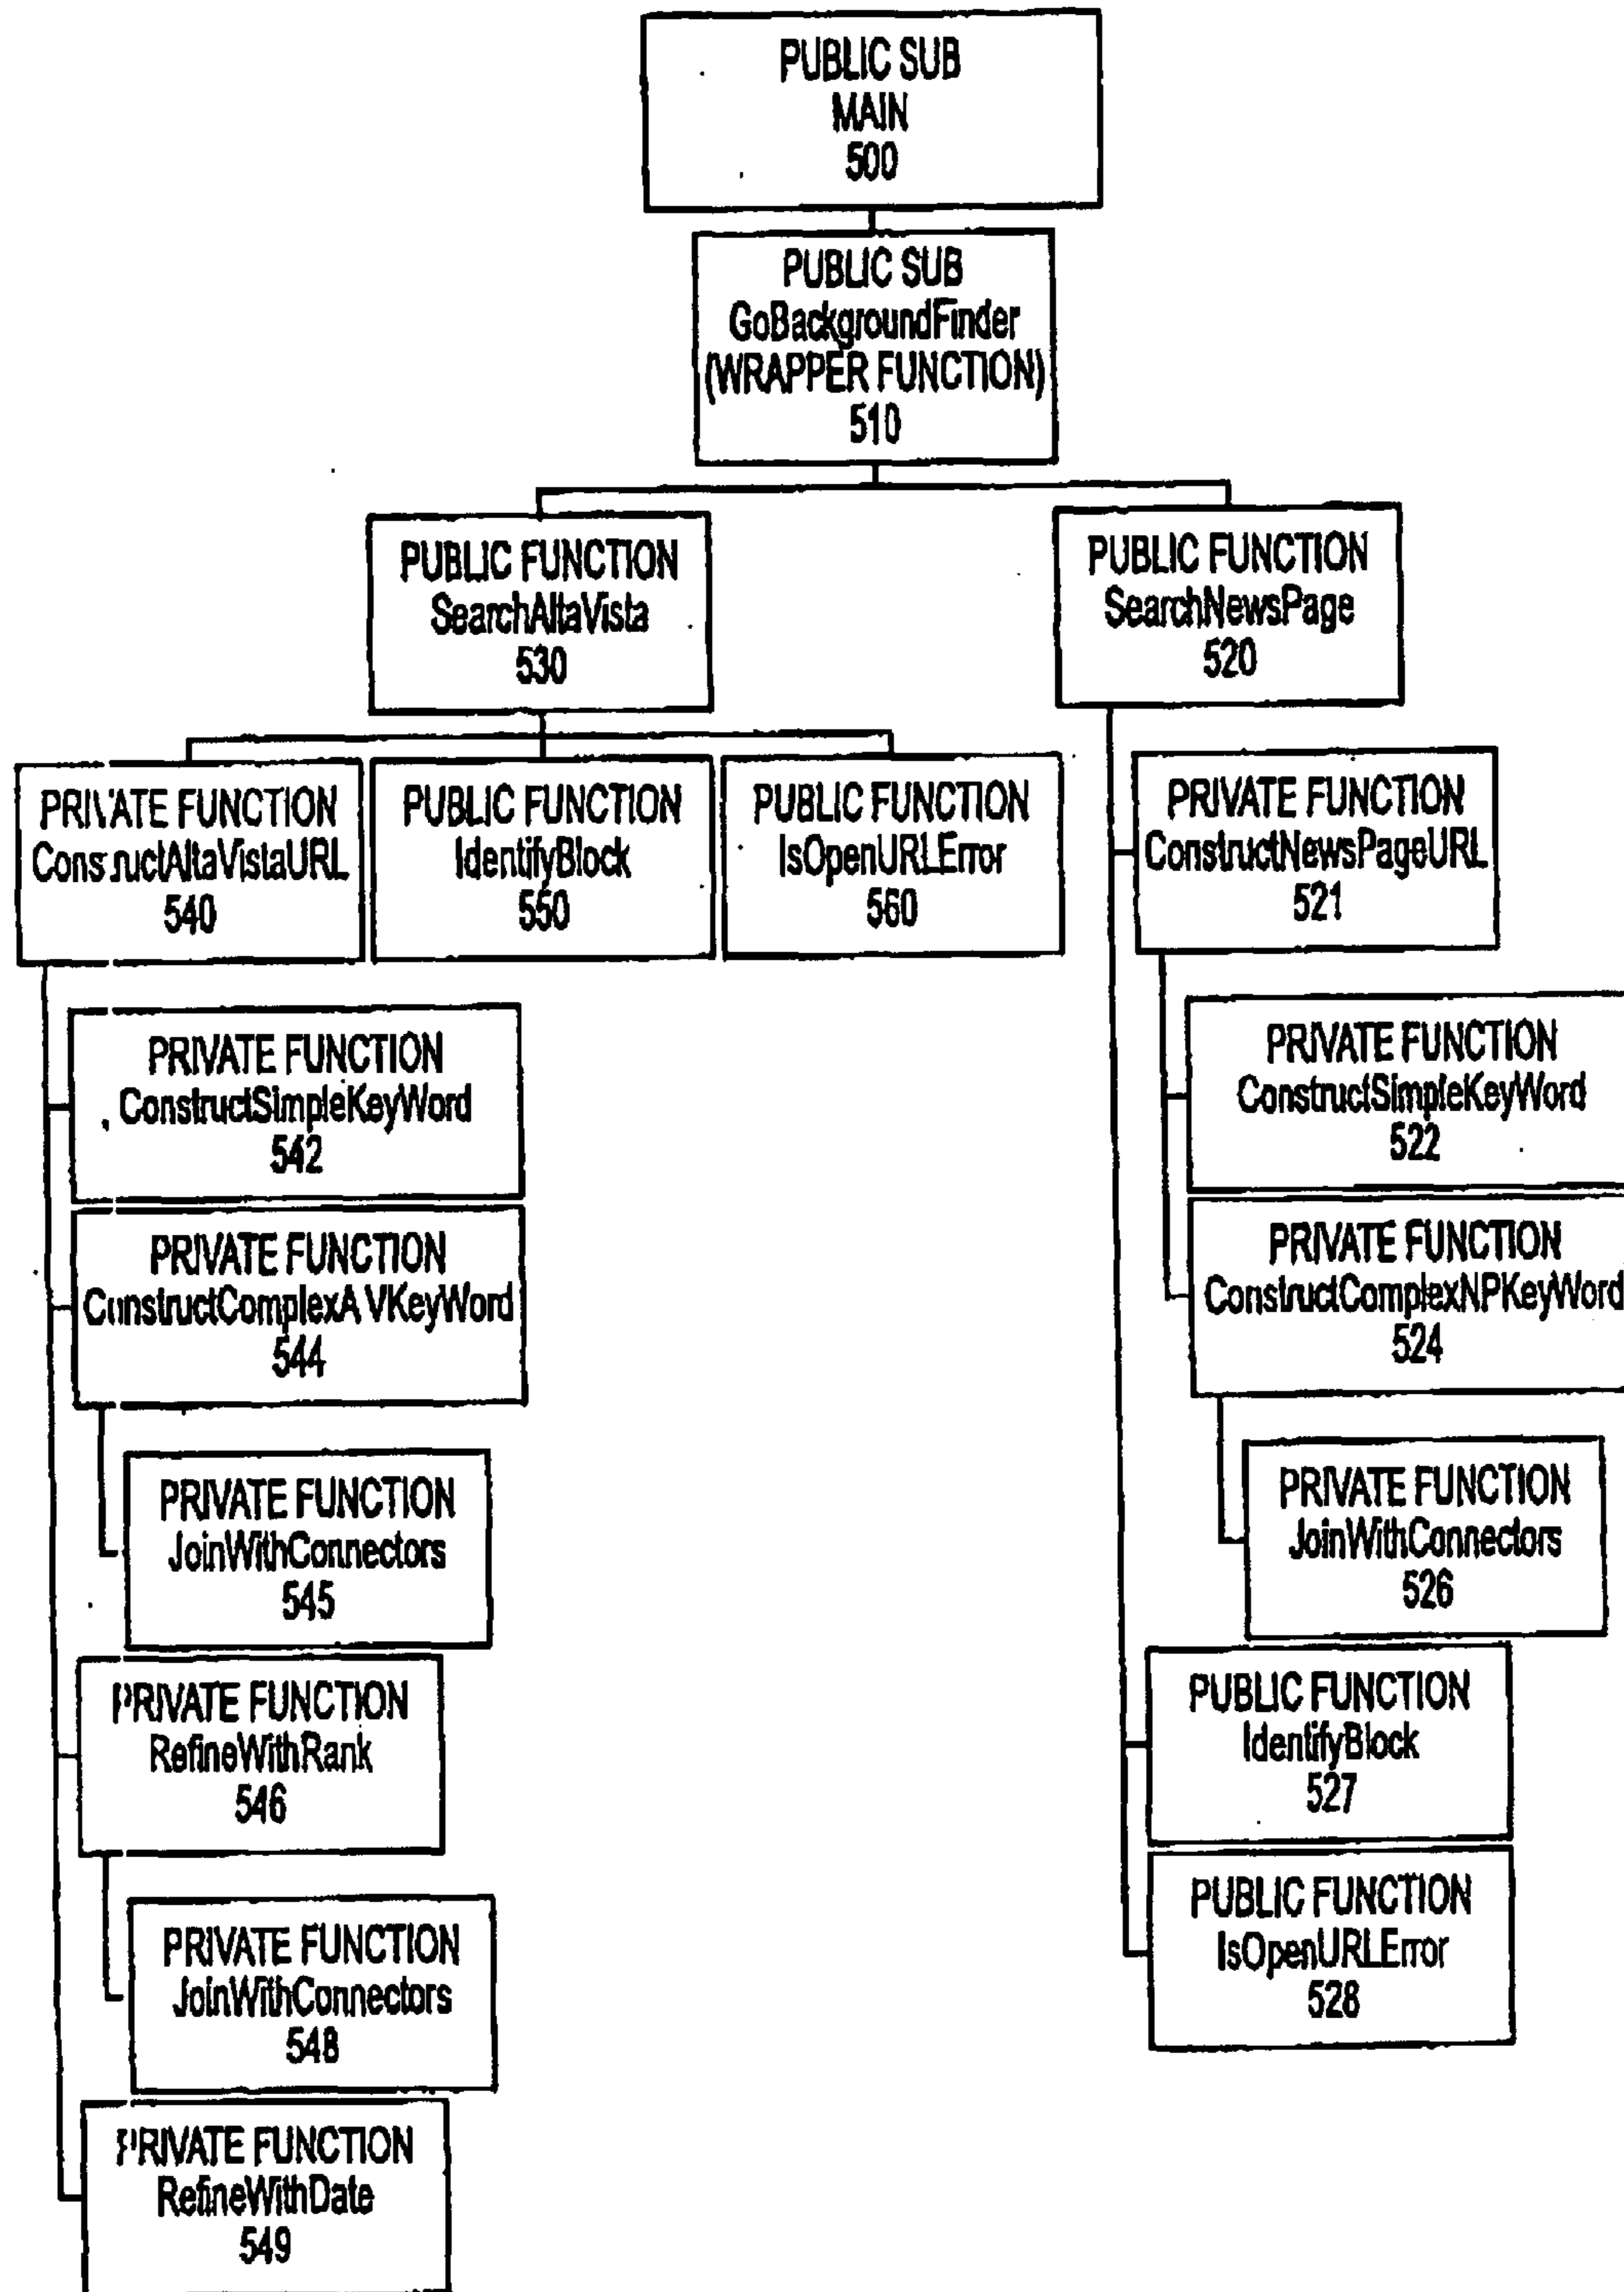 PUBLIC SUB
MAIN
500
PUBLIC SUB
GoBackgroundFinder
(WRAPPER FUNCTION)
510
PUBLIC FUNCTION
SearchAltaVista
530
PUBLIC FUNCTION
SearchNewsPage
520
PRIVATE FUNCTION
ConstructAltaVistaURL
540
PUBLIC FUNCTION
IdentifyBlock
550
PUBLIC FUNCTION
IsOpenURLError
560
PRIVATE FUNCTION
ConstructSimpleKeyWord
542
PRIVATE FUNCTION
ConstructComplexAVKeyWord
544
PRIVATE FUNCTION
JoinWithConnectors
545
PRIVATE FUNCTION
RefineWithRank
546
PRIVATE FUNCTION
JoinWithConnectors
548
PRIVATE FUNCTION
RefineWithDate
549
PRIVATE FUNCTION
ConstructNewsPageURL
521
PRIVATE FUNCTION
ConstructSimpleKeyWord
522
PRIVATE FUNCTION
ConstructComplexNPKeyWord
524
PRIVATE FUNCTION
JoinWithConnectors
526
PUBLIC FUNCTION
IdentifyBlock
527
PUBLIC FUNCTION
IsOpenURLError
528